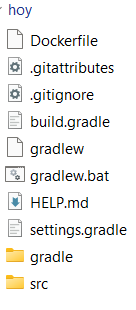 hoy
Dockerfile
.gitattributes
.gitignore
build.gradle
gradlew
gradlew.bat
HELP.md
settings.gradle
gradle
src